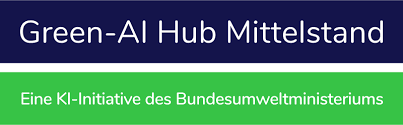 Green-AI Hub Mittelstand
Eine KI-Initiative des Bundesumweltministeriums